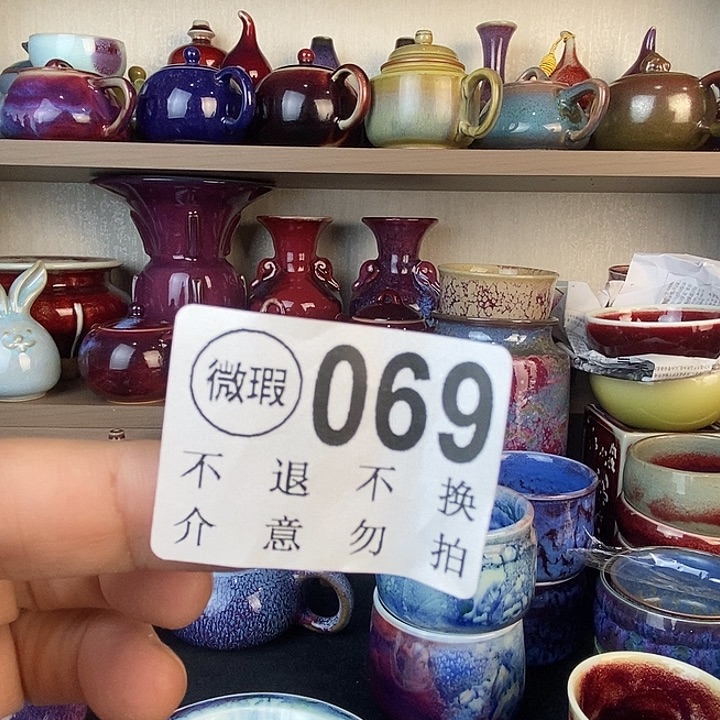 微瑕 069
不 退 不 换
介 意 勿 拍